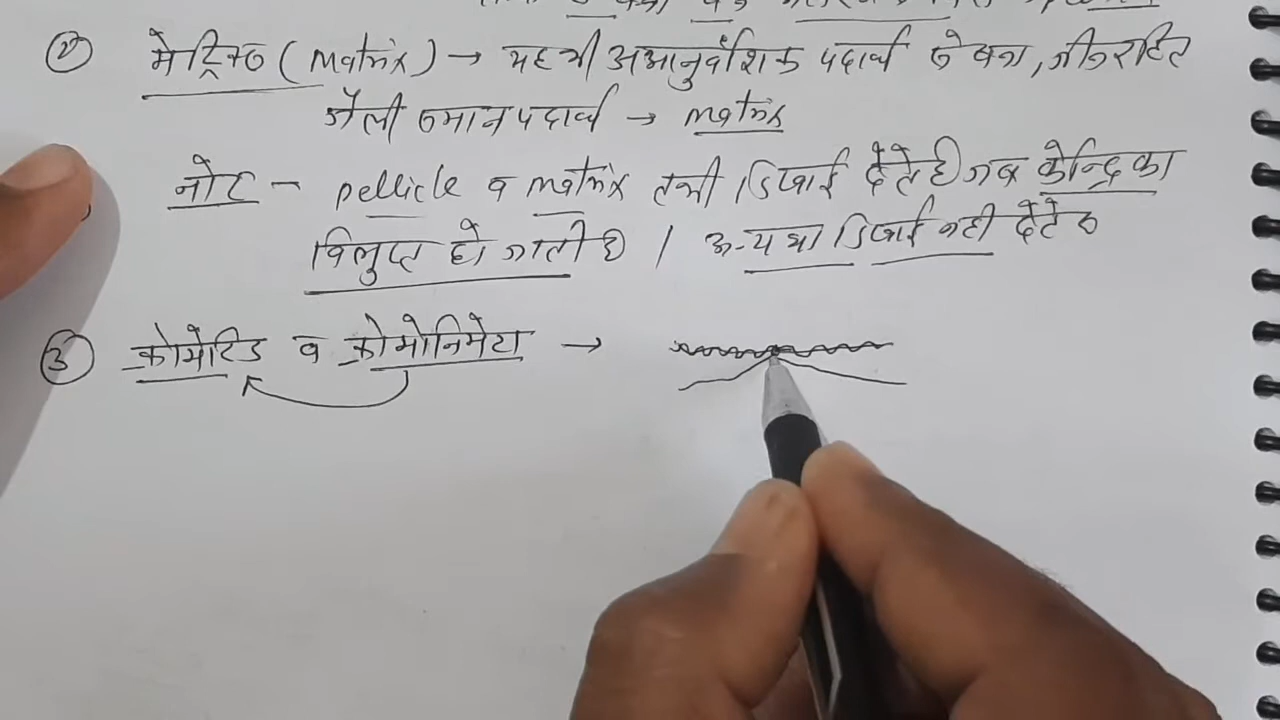 ② मेट्रिक्स (Matrix) → यह भी अआनुवंशिक पदार्थ से बना, जीनरहित
जैली समान पदार्थ → matrix
नोट - pellicle व matrix तभी दिखाई देते है जब केन्द्रिका
विलुप्त हो जाती है / अन्यथा दिखाई नही देते है
③ क्रोमेटिड व क्रोमोनिमेटा →